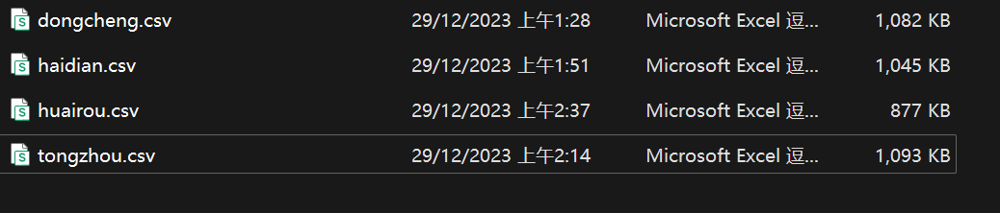 dongcheng.csv 29/12/2023 上午1:28 Microsoft Excel 逗... 1,082 KB
haidian.csv 29/12/2023 上午1:51 Microsoft Excel 逗... 1,045 KB
huairou.csv 29/12/2023 上午2:37 Microsoft Excel 逗... 877 KB
tongzhou.csv 29/12/2023 上午2:14 Microsoft Excel 逗... 1,093 KB